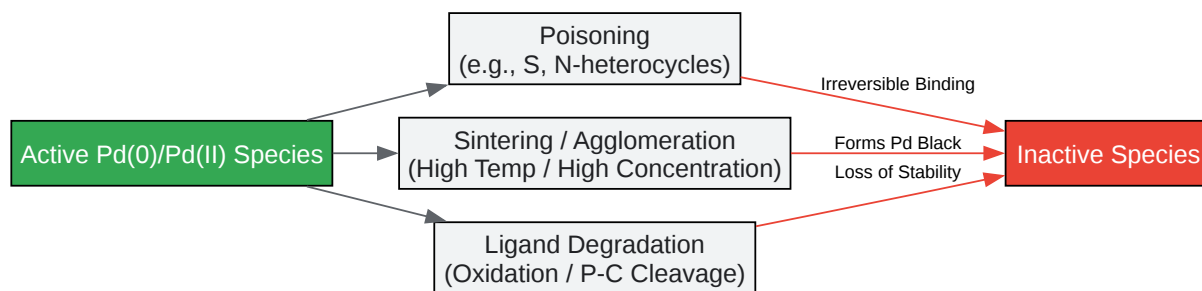 Active Pd(0)/Pd(II) Species
Poisoning
(e.g., S, N-heterocycles)
Sintering / Agglomeration
(High Temp / High Concentration)
Ligand Degradation
(Oxidation / P-C Cleavage)
Irreversible Binding
Forms Pd Black
Loss of Stability
Inactive Species